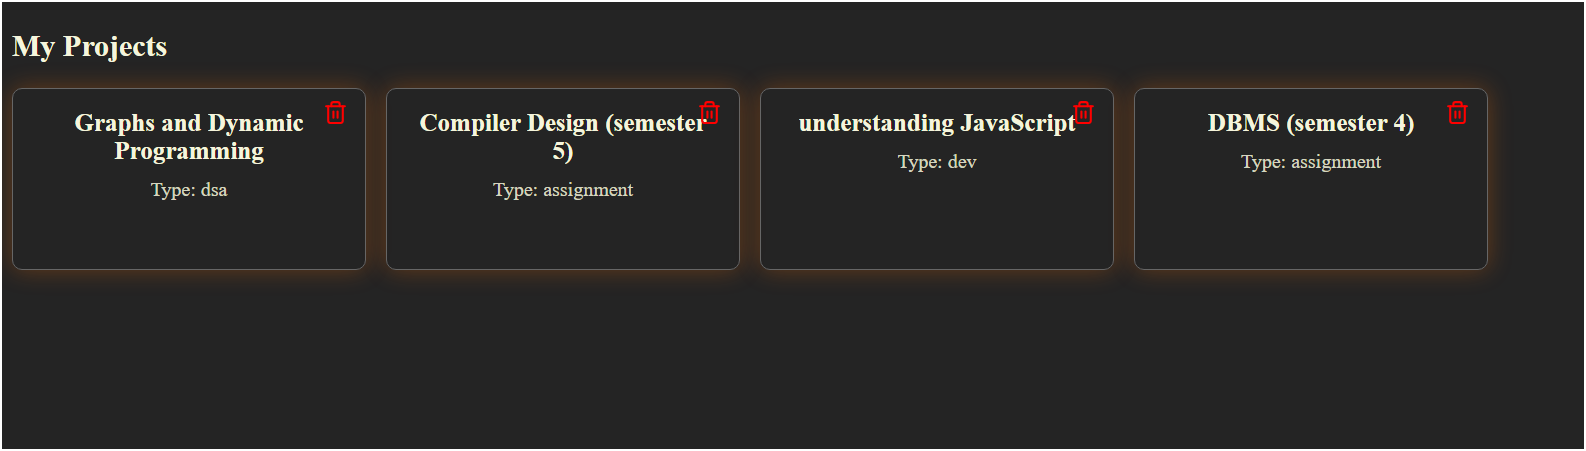 My Projects
Graphs and Dynamic
Programming
Type: dsa
Compiler Design (semester
5)
Type: assignment
understanding JavaScript
Type: dev
DBMS (semester 4)
Type: assignment